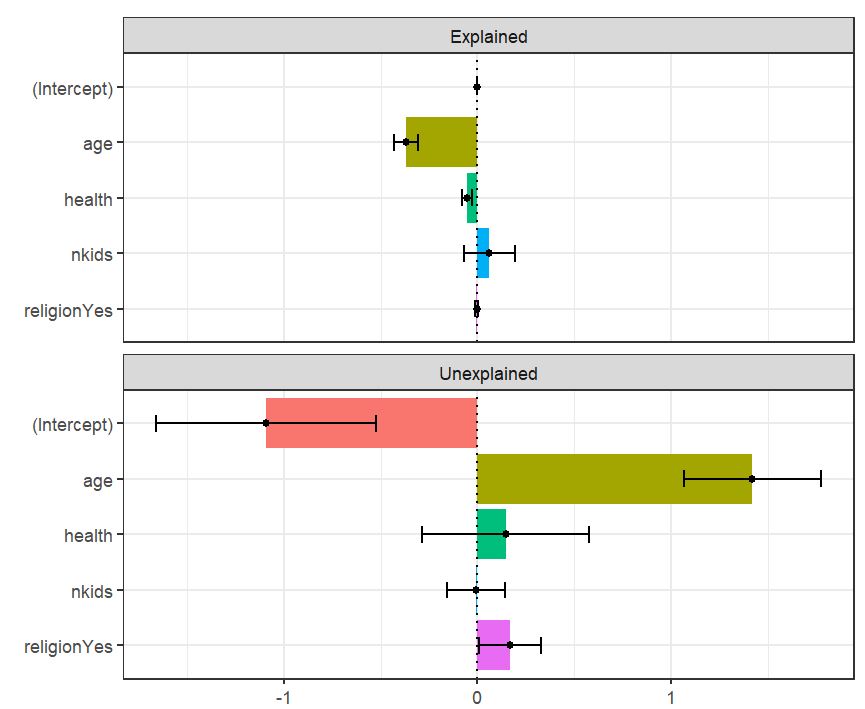 Explained
(Intercept)
age
health
nkids
religionYes
Unexplained
(Intercept)
age
health
nkids
religionYes
-1 0 1